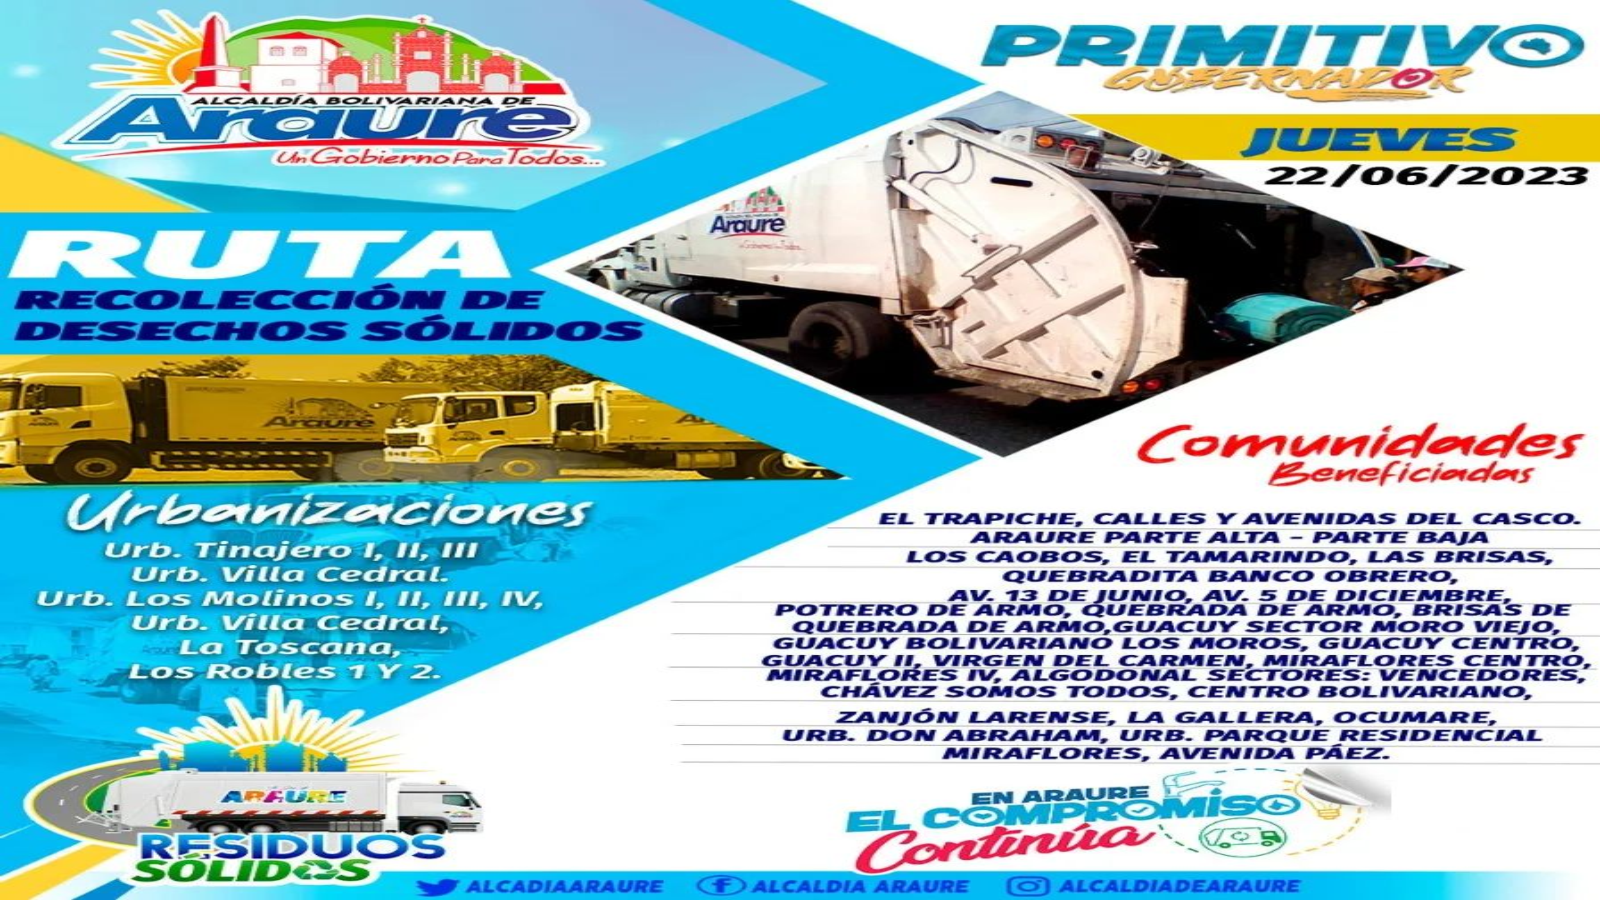 ALCALDÍA BOLIVARIANA DE
Araure
Un Gobierno Para Todos...
PRIMITIVO
GOBERNADOR
JUEVES
22/06/2023
RUTA
RECOLECCIÓN DE
DESECHOS SÓLIDOS
Araure
Araure
Urbanizaciones
Urb. Tinajero I, II, III
Urb. Villa Cedral.
Urb. Los Molinos I, II, III, IV,
Urb. Villa Cedral,
La Toscana,
Los Robles 1 Y 2.
Comunidades
Beneficiadas
EL TRAPICHE, CALLES Y AVENIDAS DEL CASCO.
ARAURE PARTE ALTA - PARTE BAJA
LOS CAOBOS, EL TAMARINDO, LAS BRISAS,
QUEBRADITA BANCO OBRERO,
AV. 13 DE JUNIO, AV. 5 DE DICIEMBRE,
POTRERO DE ARMO, QUEBRADA DE ARMO, BRISAS DE
QUEBRADA DE ARMO,GUACUY SECTOR MORO VIEJO,
GUACUY BOLIVARIANO LOS MOROS, GUACUY CENTRO,
GUACUY II, VIRGEN DEL CARMEN, MIRAFLORES CENTRO,
MIRAFLORES IV, ALGODONAL SECTORES: VENCEDORES,
CHÁVEZ SOMOS TODOS, CENTRO BOLIVARIANO,
ZANJÓN LARENSE, LA GALLERA, OCUMARE,
URB. DON ABRAHAM, URB. PARQUE RESIDENCIAL
MIRAFLORES, AVENIDA PÁEZ.
ARAURE
RESIDUOS
SÓLIDOS
EN ARAURE
EL COMPROMISO
Continúa
ALCADIAARAURE
ALCALDIA ARAURE
ALCALDIADEARAURE